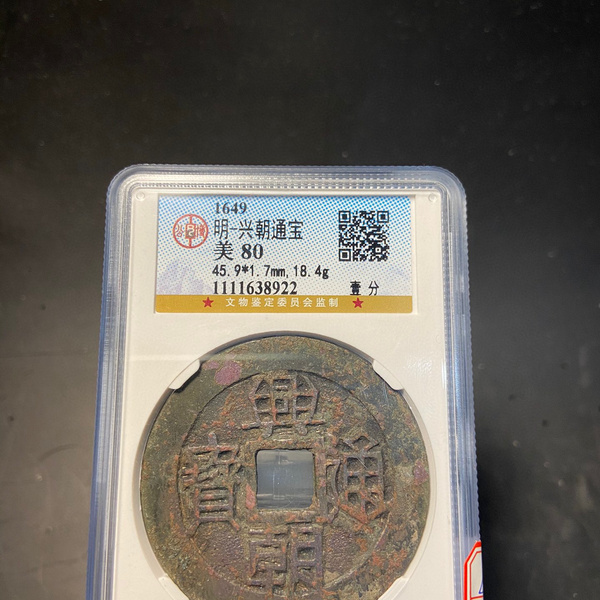 1649
明-兴朝通宝
美 80
45.9*1.7mm,18.4g
1111638922 壹 分
★ 文物鉴定委员会监制 ★
興
寶 通
朝